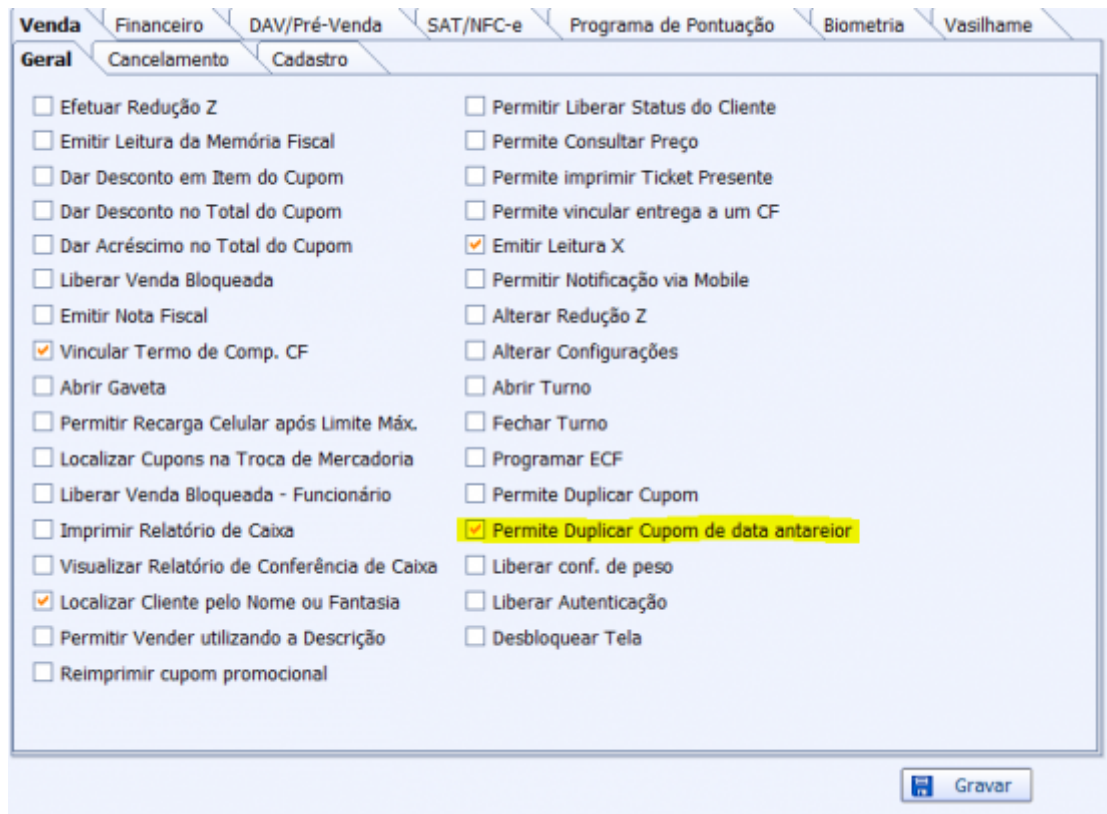 Venda Financeiro DAV/Pré-Venda SAT/NFC-e Programa de Pontuação Biometria Vasilhame
Geral Cancelamento Cadastro
Efetuar Redução Z
Emitir Leitura da Memória Fiscal
Dar Desconto em Item do Cupom
Dar Desconto no Total do Cupom
Dar Acréscimo no Total do Cupom
Liberar Venda Bloqueada
Emitir Nota Fiscal
Vincular Termo de Comp. CF
Abrir Gaveta
Permitir Recarga Celular após Limite Máx.
Localizar Cupons na Troca de Mercadoria
Liberar Venda Bloqueada - Funcionário
Imprimir Relatório de Caixa
Visualizar Relatório de Conferência de Caixa
Localizar Cliente pelo Nome ou Fantasia
Permitir Vender utilizando a Descrição
Reimprimir cupom promocional
Permitir Liberar Status do Cliente
Permite Consultar Preço
Permite imprimir Ticket Presente
Permite vincular entrega a um CF
Emitir Leitura X
Permitir Notificação via Mobile
Alterar Redução Z
Alterar Configurações
Abrir Turno
Fechar Turno
Programar ECF
Permite Duplicar Cupom
Permite Duplicar Cupom de data antareior
Liberar conf. de peso
Liberar Autenticação
Desbloquear Tela
Gravar